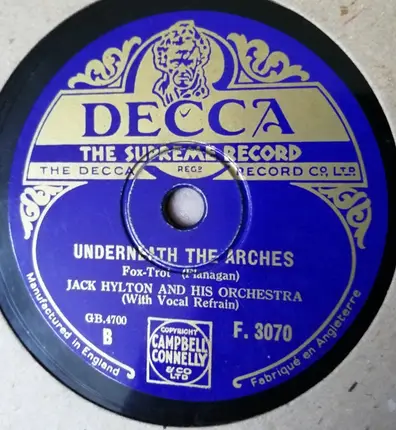 DECCA
THE SUPREME RECORD
THE DECCA REGD RECORD CO, LTD.
UNDERNEATH THE ARCHES
Fox-Trot (Flanagan)
JACK HYLTON AND HIS ORCHESTRA
(With Vocal Refrain)
GB.4700
B
COPYRIGHT
CAMPBELL
CONNELLY
& CO
LTD
F. 3070
Manufactured in England
Fabriqué en Angleterre